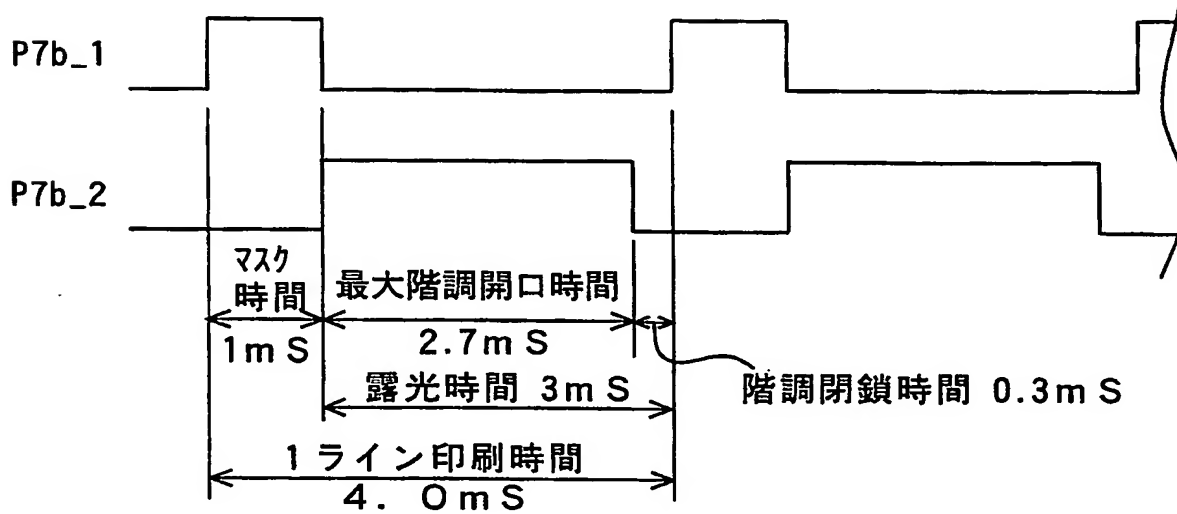 P7b_1
P7b_2
マスク
時間
1mS
最大階調開口時間
2.7mS
階調閉鎖時間 0.3mS
露光時間 3mS
1ライン印刷時間
4.0mS